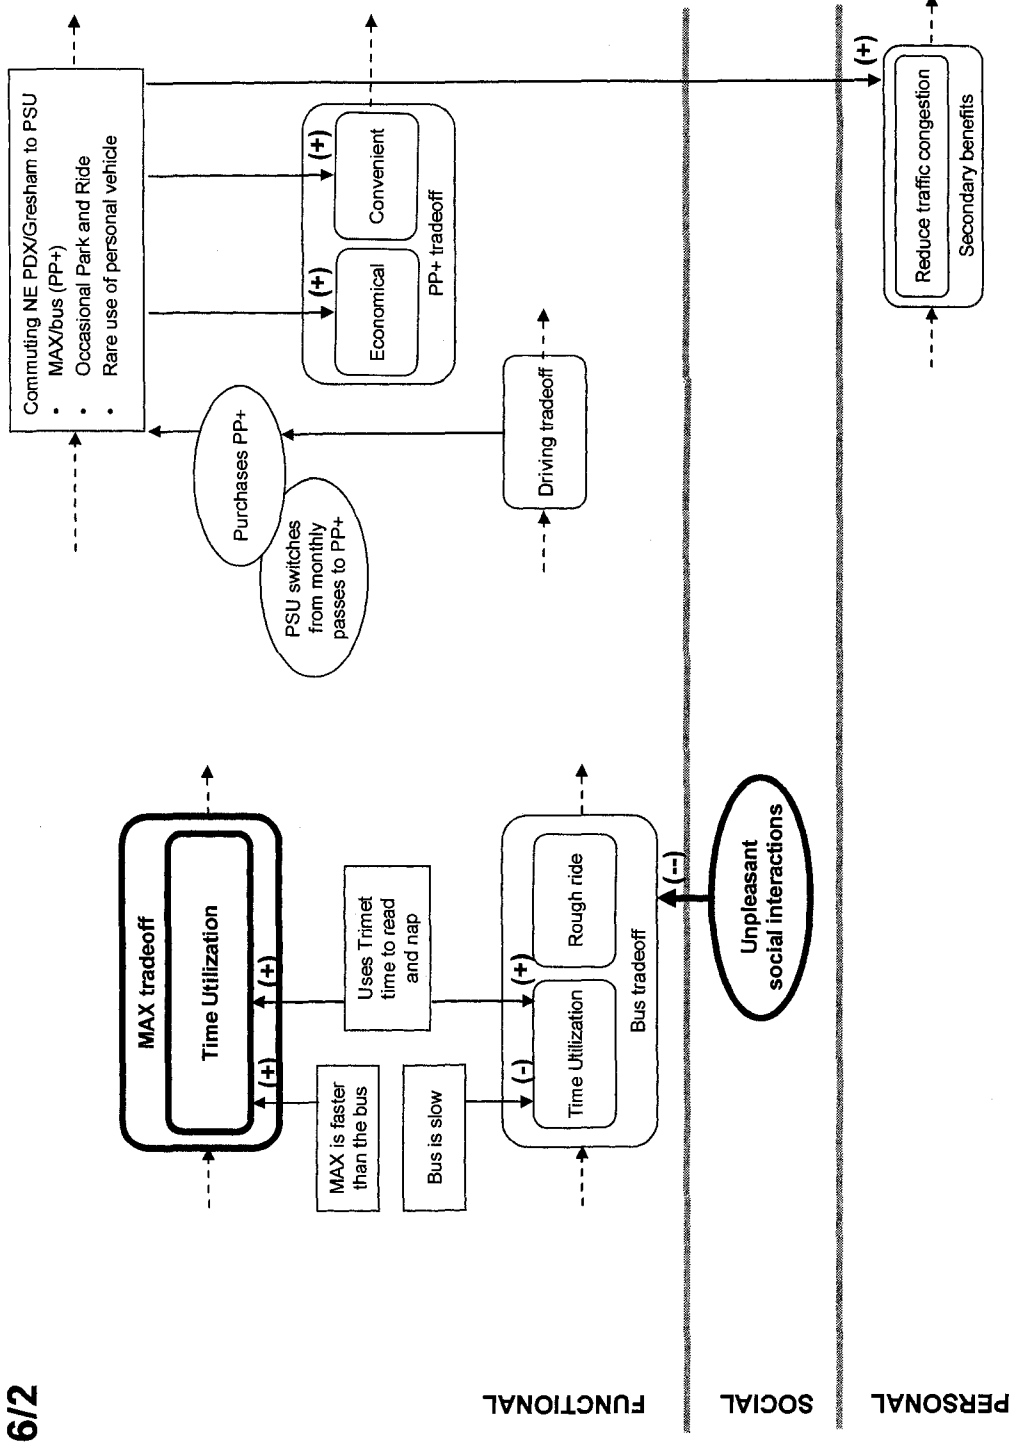 6/2
MAX tradeoff
Time Utilization
(+)
(+)
MAX is faster
than the bus
Uses Trimet
time to read
and nap
Bus is slow
(-)
(+)
Time Utilization
Rough ride
Bus tradeoff
(--)
Unpleasant
social interactions
Commuting NE PDX/Gresham to PSU
• MAX/bus (PP+)
• Occasional Park and Ride
• Rare use of personal vehicle
Purchases PP+
PSU switches
from monthly
passes to PP+
(+)
(+)
Economical
Convenient
PP+ tradeoff
Driving tradeoff
(+)
Reduce traffic congestion
Secondary benefits
FUNCTIONAL
SOCIAL
PERSONAL